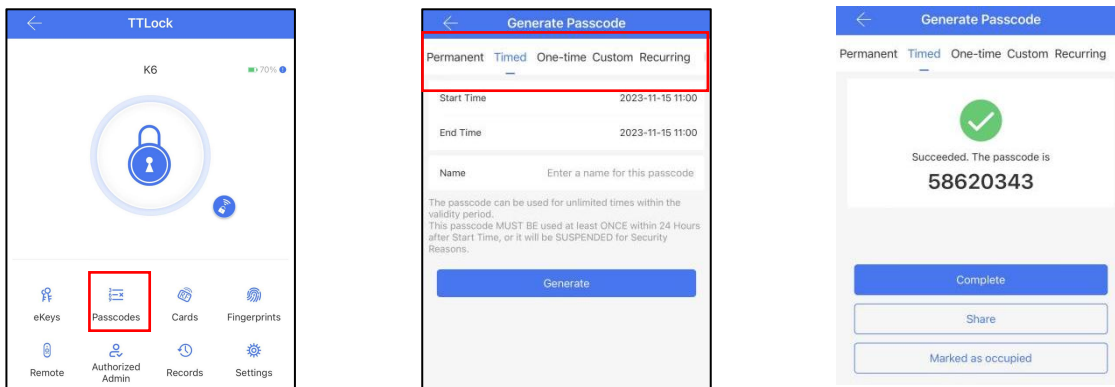 TTLock
K6
70%
eKeys
Passcodes
Cards
Fingerprints
Remote
Authorized
Admin
Records
Settings
Generate Passcode
Permanent Timed One-time Custom Recurring
Start Time 2023-11-15 11:00
End Time 2023-11-15 11:00
Name Enter a name for this passcode
The passcode can be used for unlimited times within the
validity period.
This passcode MUST BE used at least ONCE within 24 Hours
after Start Time, or it will be SUSPENDED for Security
Reasons.
Generate
Generate Passcode
Permanent Timed One-time Custom Recurring
Succeeded. The passcode is
58620343
Complete
Share
Marked as occupied